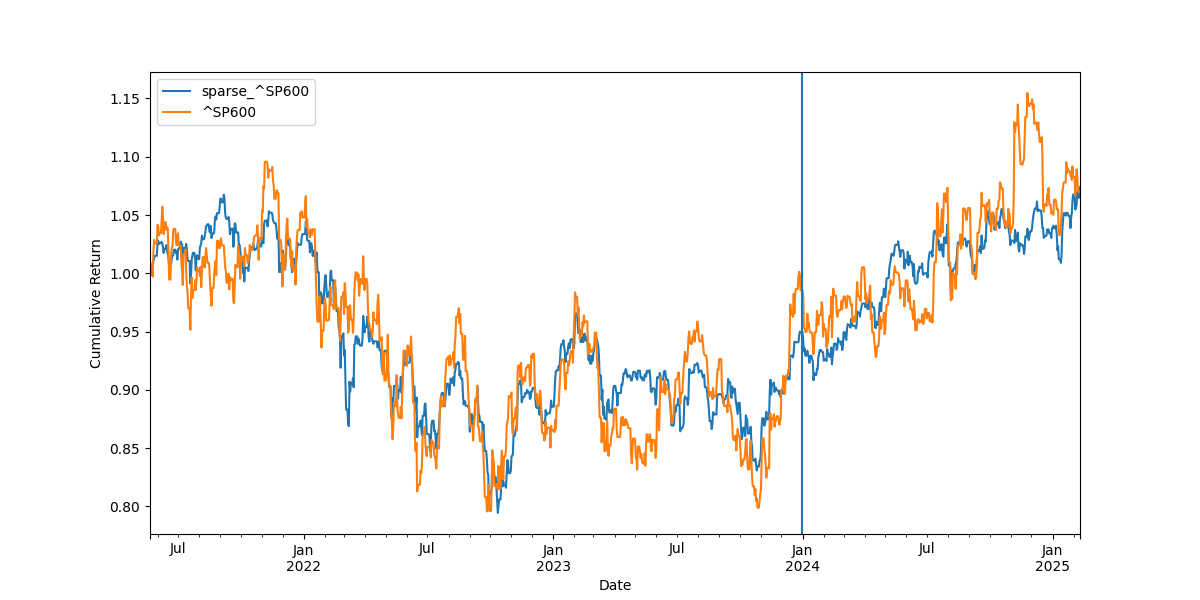 sparse_^SP600
^SP600
1.15
1.10
1.05
1.00
0.95
0.90
0.85
0.80
Cumulative Return
Jul
Jan
2022
Jul
Jan
2023
Jul
Jan
2024
Jul
Jan
2025
Date